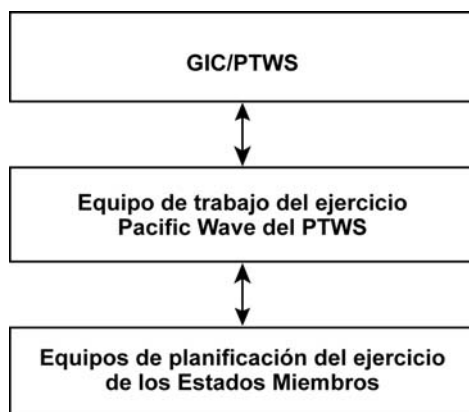 GIC/PTWS
Equipo de trabajo del ejercicio
Pacific Wave del PTWS
Equipos de planificación del ejercicio
de los Estados Miembros